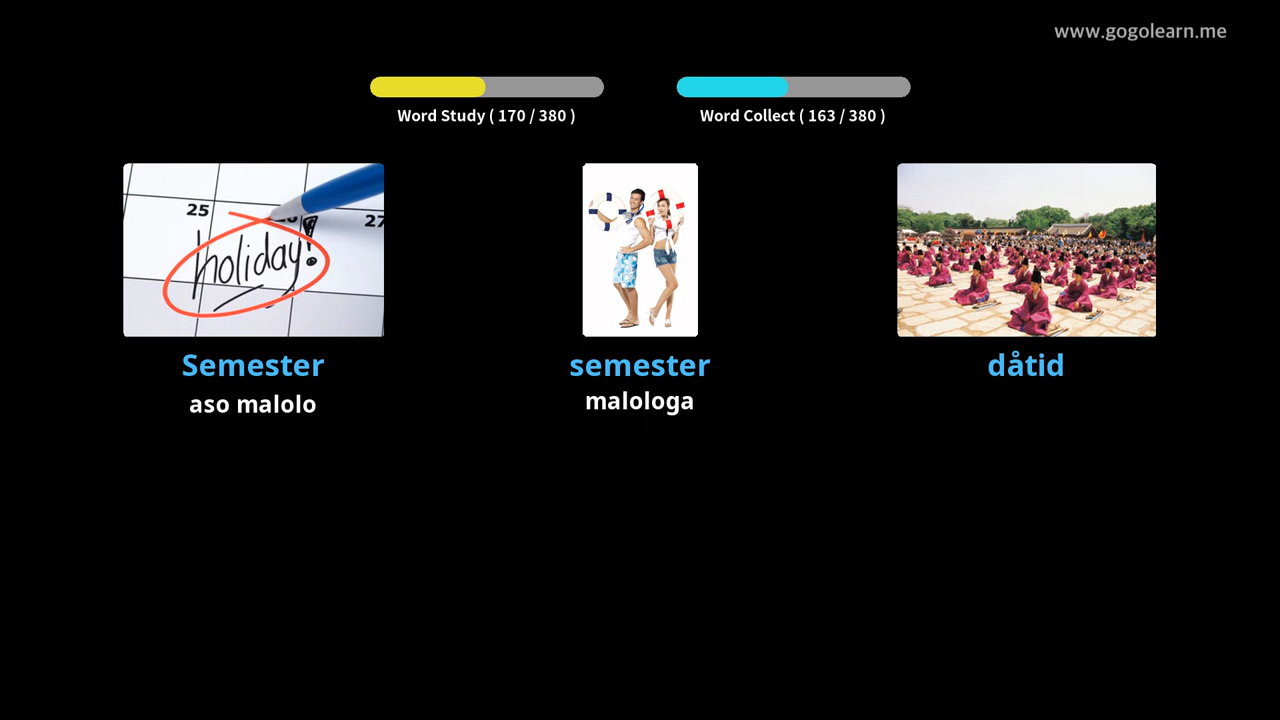 www.gogolearn.me
Word Study ( 170 / 380 )
Word Collect ( 163 / 380 )
25
27
holiday!
Semester
semester
dåtid
aso malolo
malologa